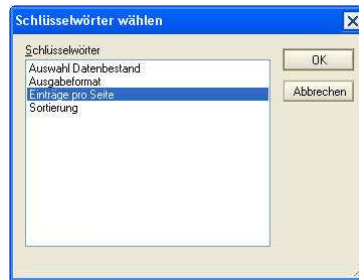 Schlüsselwörter wählen
Schlüsselwörter
Auswahl Datenbestand
Ausgabeformat
Einträge pro Seite
Sortierung
OK
Abbrechen